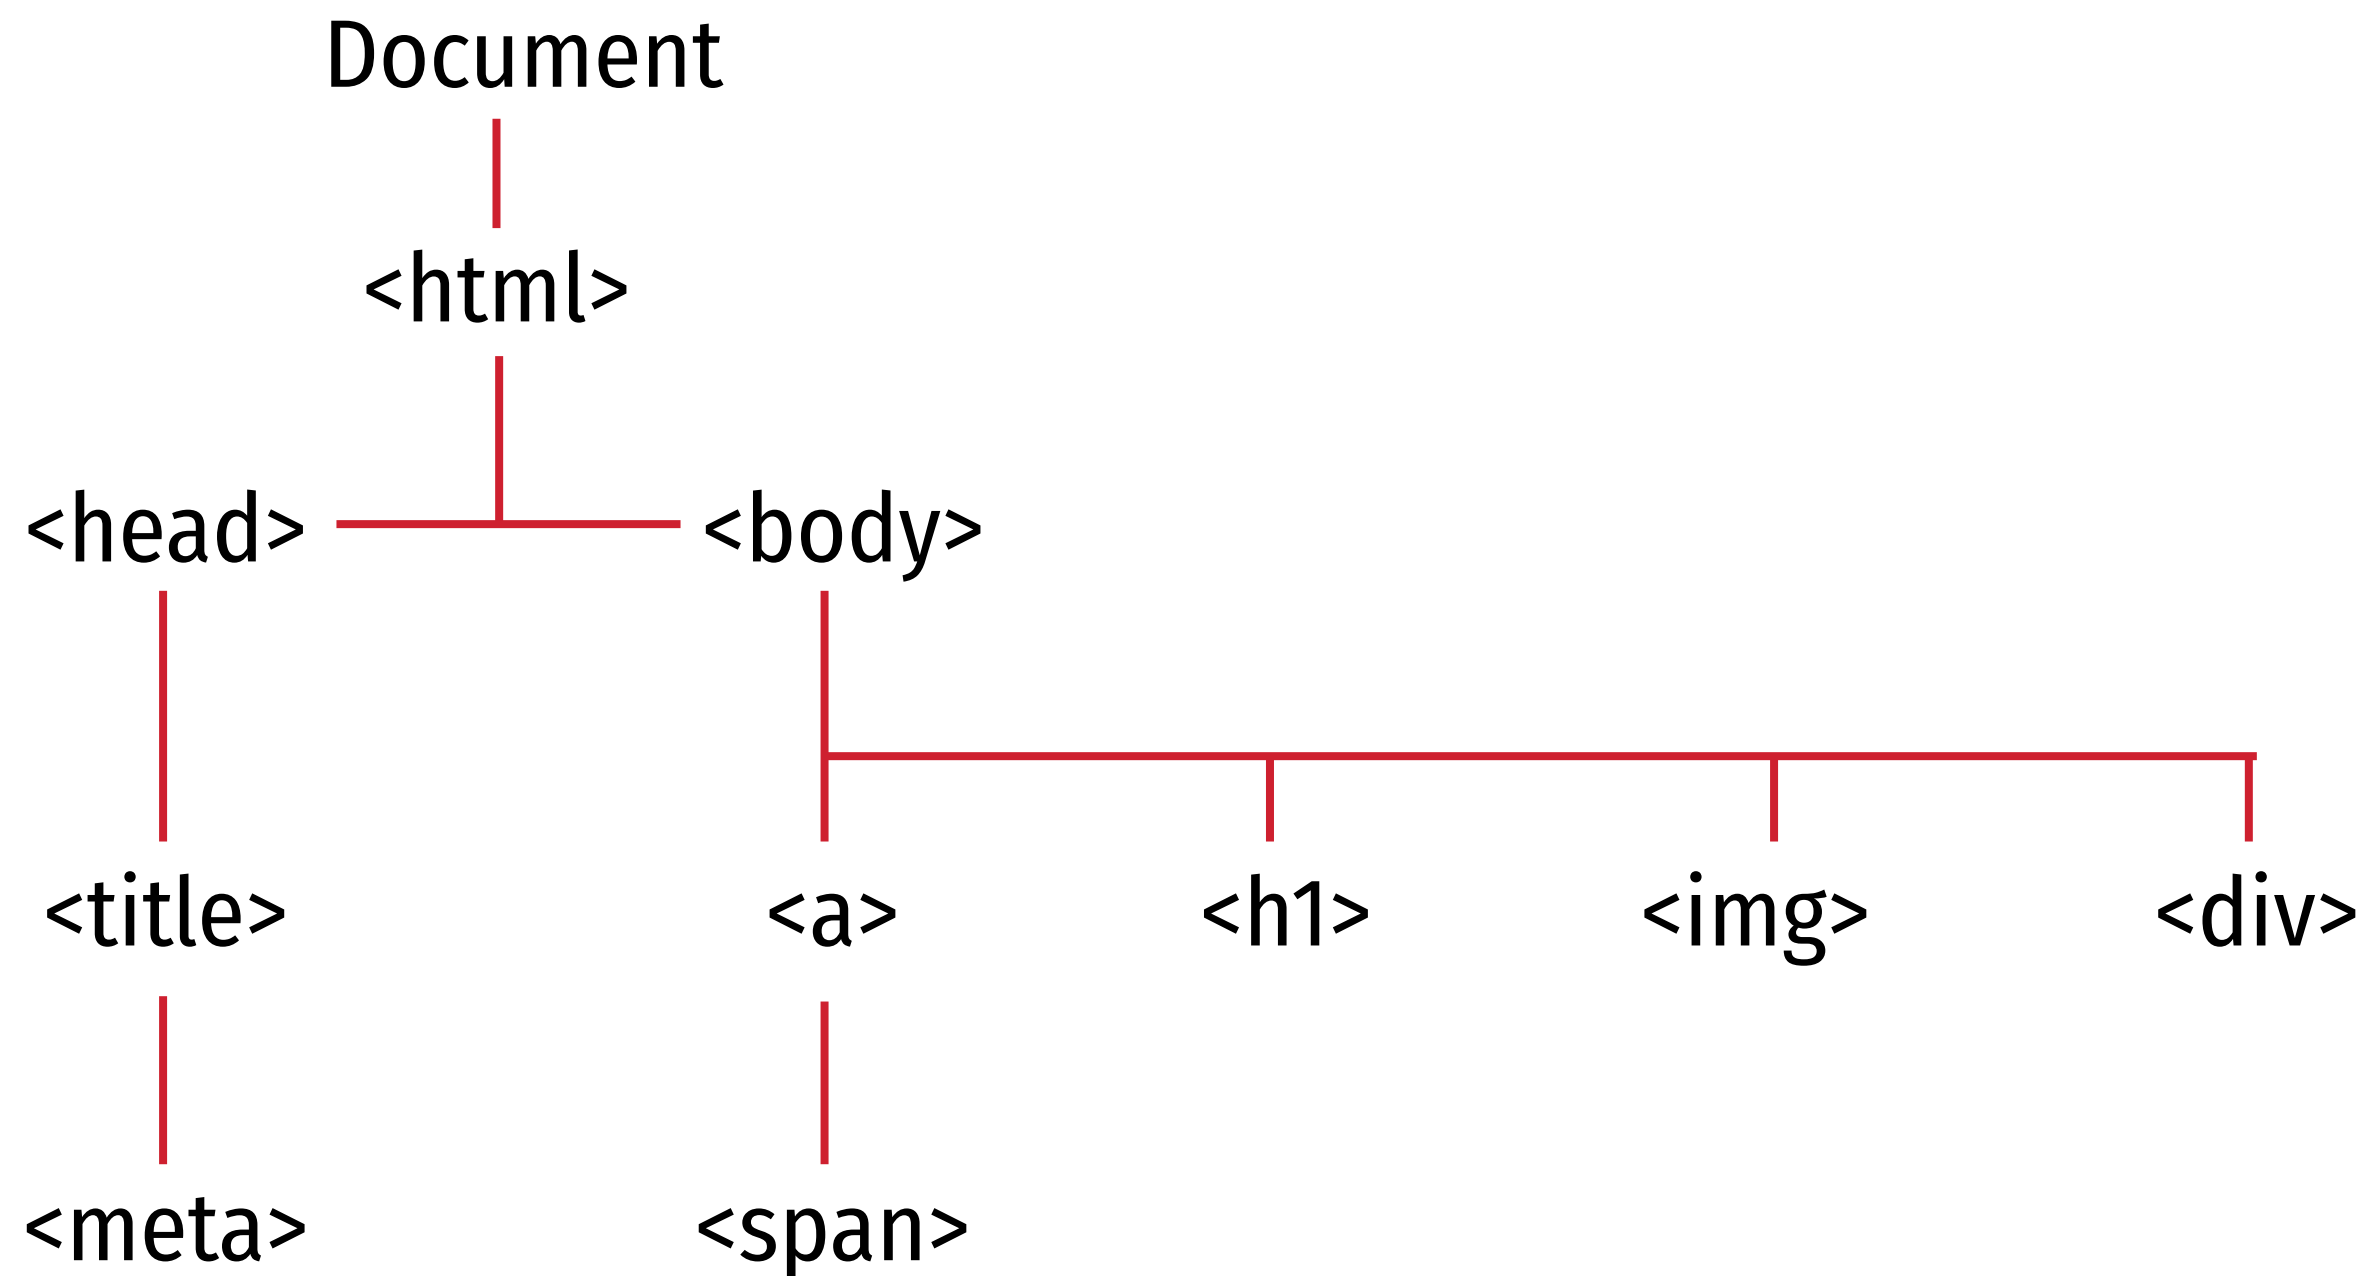 Document
<html>
<head> <body>
<title> <a> <h1> <img> <div>
<meta> <span>